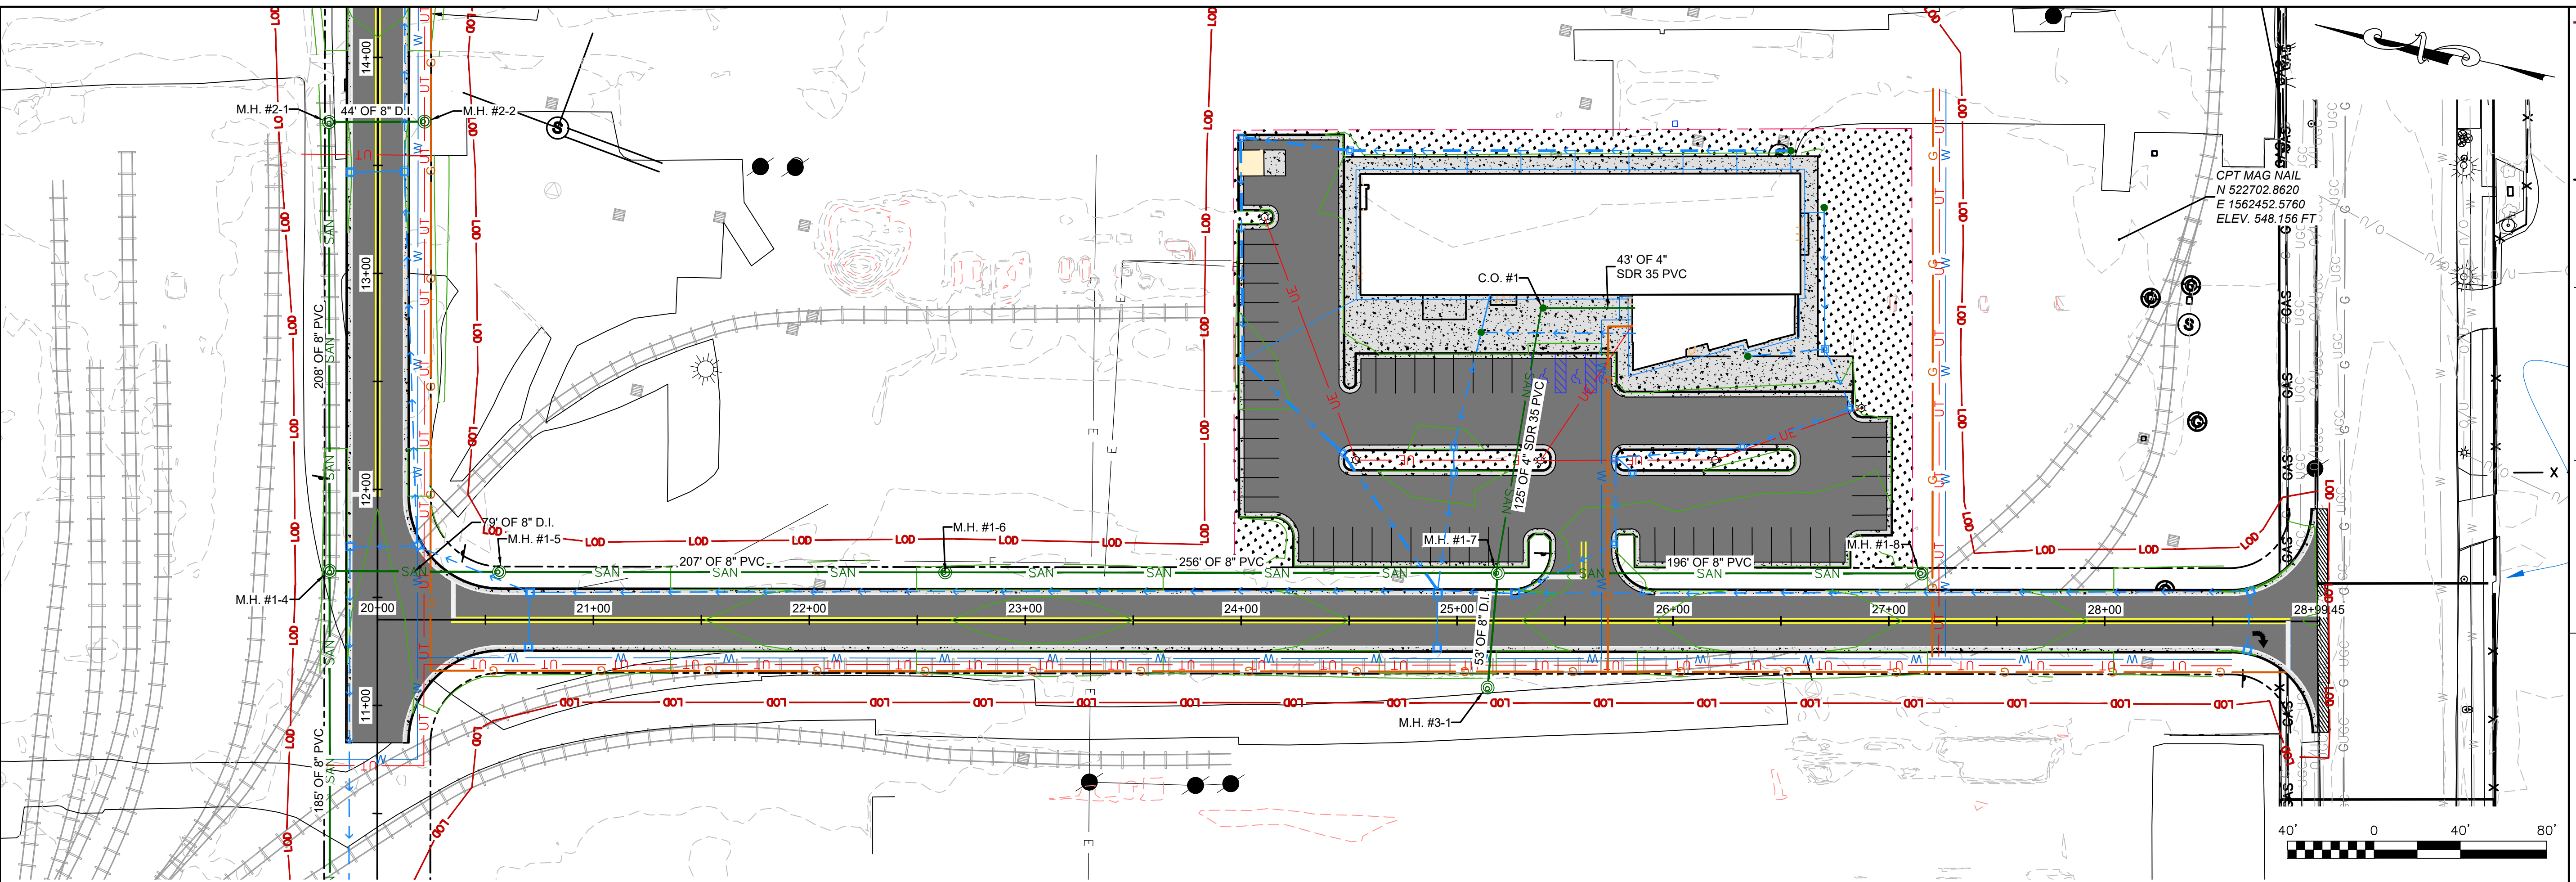 14+00
M.H. #2-1
44' OF 8" D.I.
M.H. #2-2
13+00
208' OF 8" PVC
12+00
79' OF 8" D.I.
M.H. #1-5
M.H. #1-6
207' OF 8" PVC
256' OF 8" PVC
M.H. #1-7
196' OF 8" PVC
M.H. #1-8
M.H. #1-4
20+00
21+00
22+00
23+00
24+00
25+00
26+00
27+00
28+00
28+99.45
11+00
185' OF 8" PVC
53' OF 8" D.I.
M.H. #3-1
C.O. #1
43' OF 4"
SDR 35 PVC
125' OF 4" SDR 35 PVC
CPT MAG NAIL
N 522702.8620
E 1562452.5760
ELEV. 548.156 FT
LOD
SAN
UT
UE
W
G
E
GAS
UGC
X
S
40'
0
40'
80'